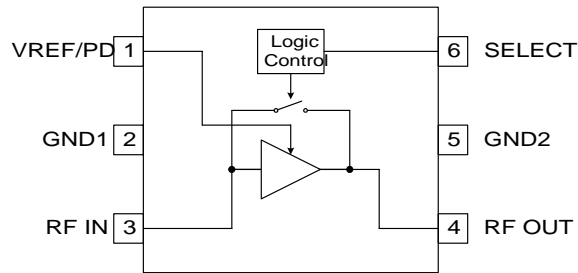 VREF/PD 1
Logic
Control
6 SELECT
GND1 2
5 GND2
RF IN 3
4 RF OUT